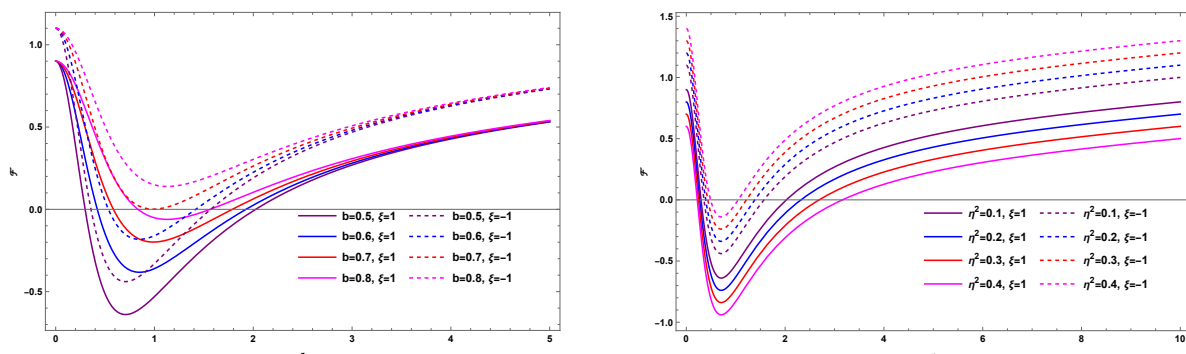 1.0
0.5
0.0
-0.5
ℱ
0 1 2 3 4 5
b=0.5, ξ=1 b=0.5, ξ=-1
b=0.6, ξ=1 b=0.6, ξ=-1
b=0.7, ξ=1 b=0.7, ξ=-1
b=0.8, ξ=1 b=0.8, ξ=-1
1.5
1.0
0.5
0.0
-0.5
-1.0
ℱ
0 2 4 6 8 10
η²=0.1, ξ=1 η²=0.1, ξ=-1
η²=0.2, ξ=1 η²=0.2, ξ=-1
η²=0.3, ξ=1 η²=0.3, ξ=-1
η²=0.4, ξ=1 η²=0.4, ξ=-1